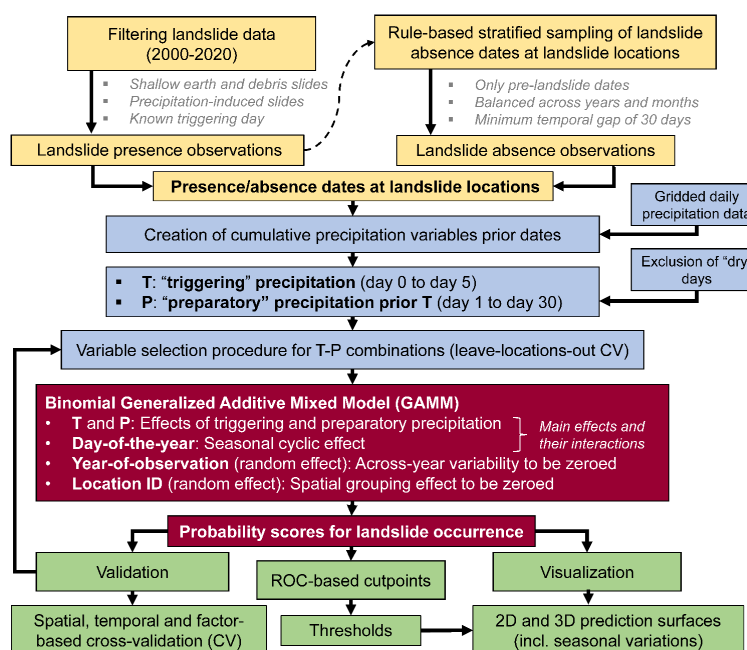 Filtering landslide data
(2000-2020)
Rule-based stratified sampling of landslide
absence dates at landslide locations
▪ Shallow earth and debris slides
▪ Precipitation-induced slides
▪ Known triggering day
▪ Only pre-landslide dates
▪ Balanced across years and months
▪ Minimum temporal gap of 30 days
Landslide presence observations
Landslide absence observations
Presence/absence dates at landslide locations
Gridded daily
precipitation data
Creation of cumulative precipitation variables prior dates
Exclusion of “dry”
days
▪ T: “triggering” precipitation (day 0 to day 5)
▪ P: “preparatory” precipitation prior T (day 1 to day 30)
Variable selection procedure for T-P combinations (leave-locations-out CV)
Binomial Generalized Additive Mixed Model (GAMM)
• T and P: Effects of triggering and preparatory precipitation
• Day-of-the-year: Seasonal cyclic effect
Main effects and
their interactions
• Year-of-observation (random effect): Across-year variability to be zeroed
• Location ID (random effect): Spatial grouping effect to be zeroed
Probability scores for landslide occurrence
Validation
ROC-based cutpoints
Visualization
Spatial, temporal and factor-
based cross-validation (CV)
Thresholds
2D and 3D prediction surfaces
(incl. seasonal variations)